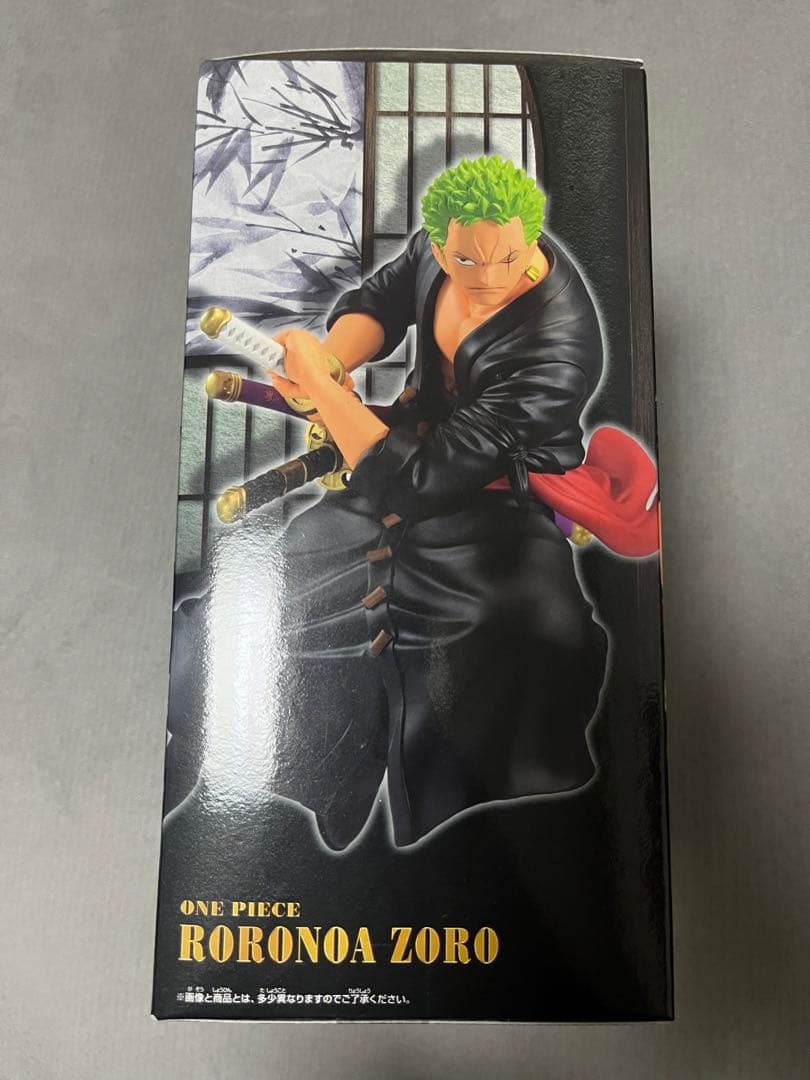 ONE PIECE
RORONOA ZORO
※画像と商品とは、多少異なりますのでご了承ください。